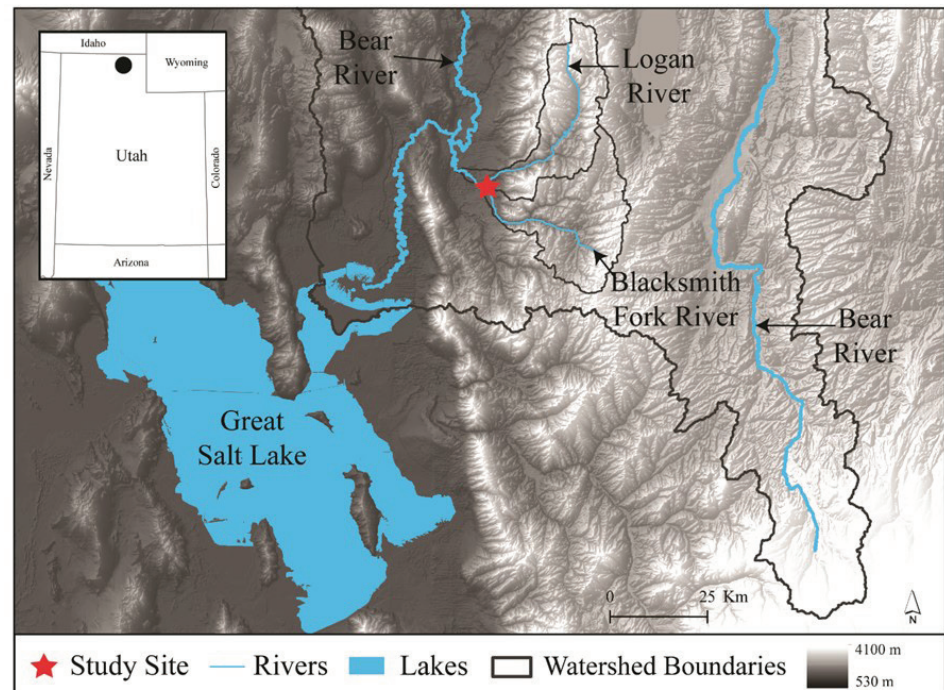 Idaho
Wyoming
Nevada
Utah
Colorado
Arizona
Bear
River
Logan
River
Blacksmith
Fork River
Bear
River
Great
Salt Lake
0
25 Km
N
Study Site
Rivers
Lakes
Watershed Boundaries
4100 m
530 m